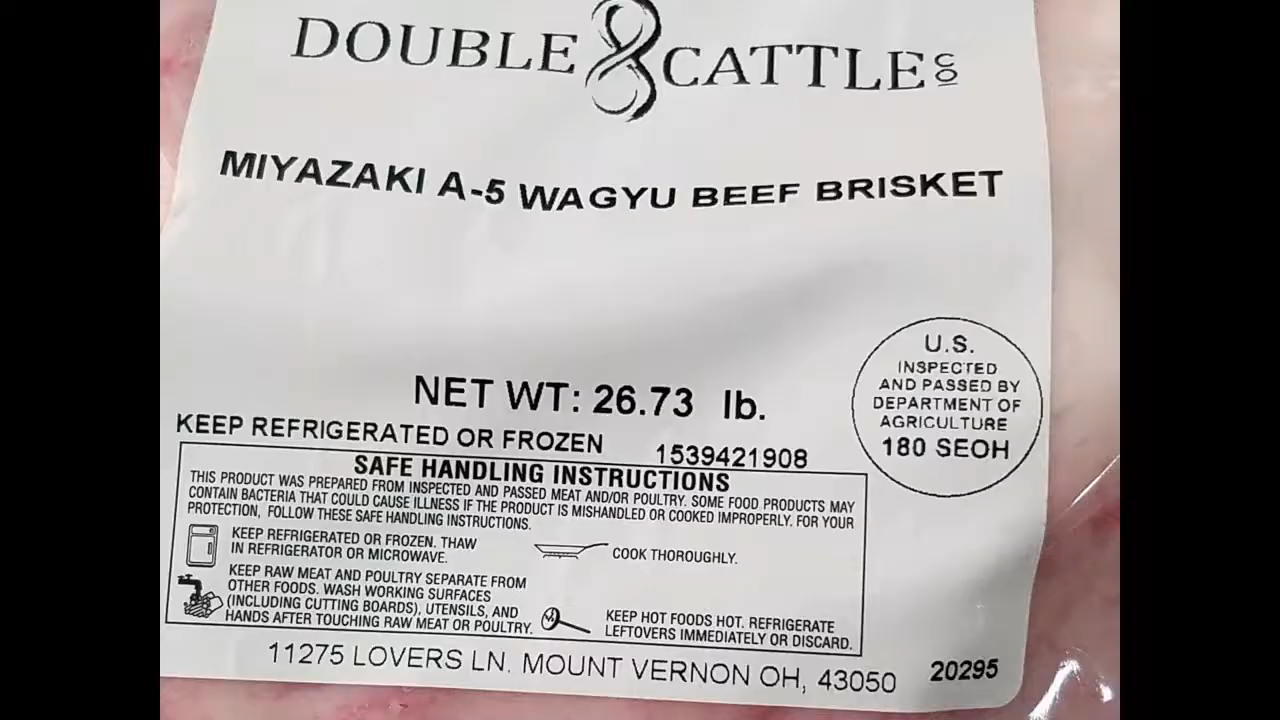 DOUBLE 8 CATTLE CO
MIYAZAKI A-5 WAGYU BEEF BRISKET
U.S.
INSPECTED
AND PASSED BY
DEPARTMENT OF
AGRICULTURE
180 SEOH
NET WT: 26.73 lb.
KEEP REFRIGERATED OR FROZEN 1539421908
SAFE HANDLING INSTRUCTIONS
THIS PRODUCT WAS PREPARED FROM INSPECTED AND PASSED MEAT AND/OR POULTRY. SOME FOOD PRODUCTS MAY
CONTAIN BACTERIA THAT COULD CAUSE ILLNESS IF THE PRODUCT IS MISHANDLED OR COOKED IMPROPERLY. FOR YOUR
PROTECTION, FOLLOW THESE SAFE HANDLING INSTRUCTIONS.
KEEP REFRIGERATED OR FROZEN. THAW
IN REFRIGERATOR OR MICROWAVE.
COOK THOROUGHLY.
KEEP RAW MEAT AND POULTRY SEPARATE FROM
OTHER FOODS. WASH WORKING SURFACES
(INCLUDING CUTTING BOARDS), UTENSILS, AND
HANDS AFTER TOUCHING RAW MEAT OR POULTRY.
KEEP HOT FOODS HOT. REFRIGERATE
LEFTOVERS IMMEDIATELY OR DISCARD.
11275 LOVERS LN. MOUNT VERNON OH, 43050 20295